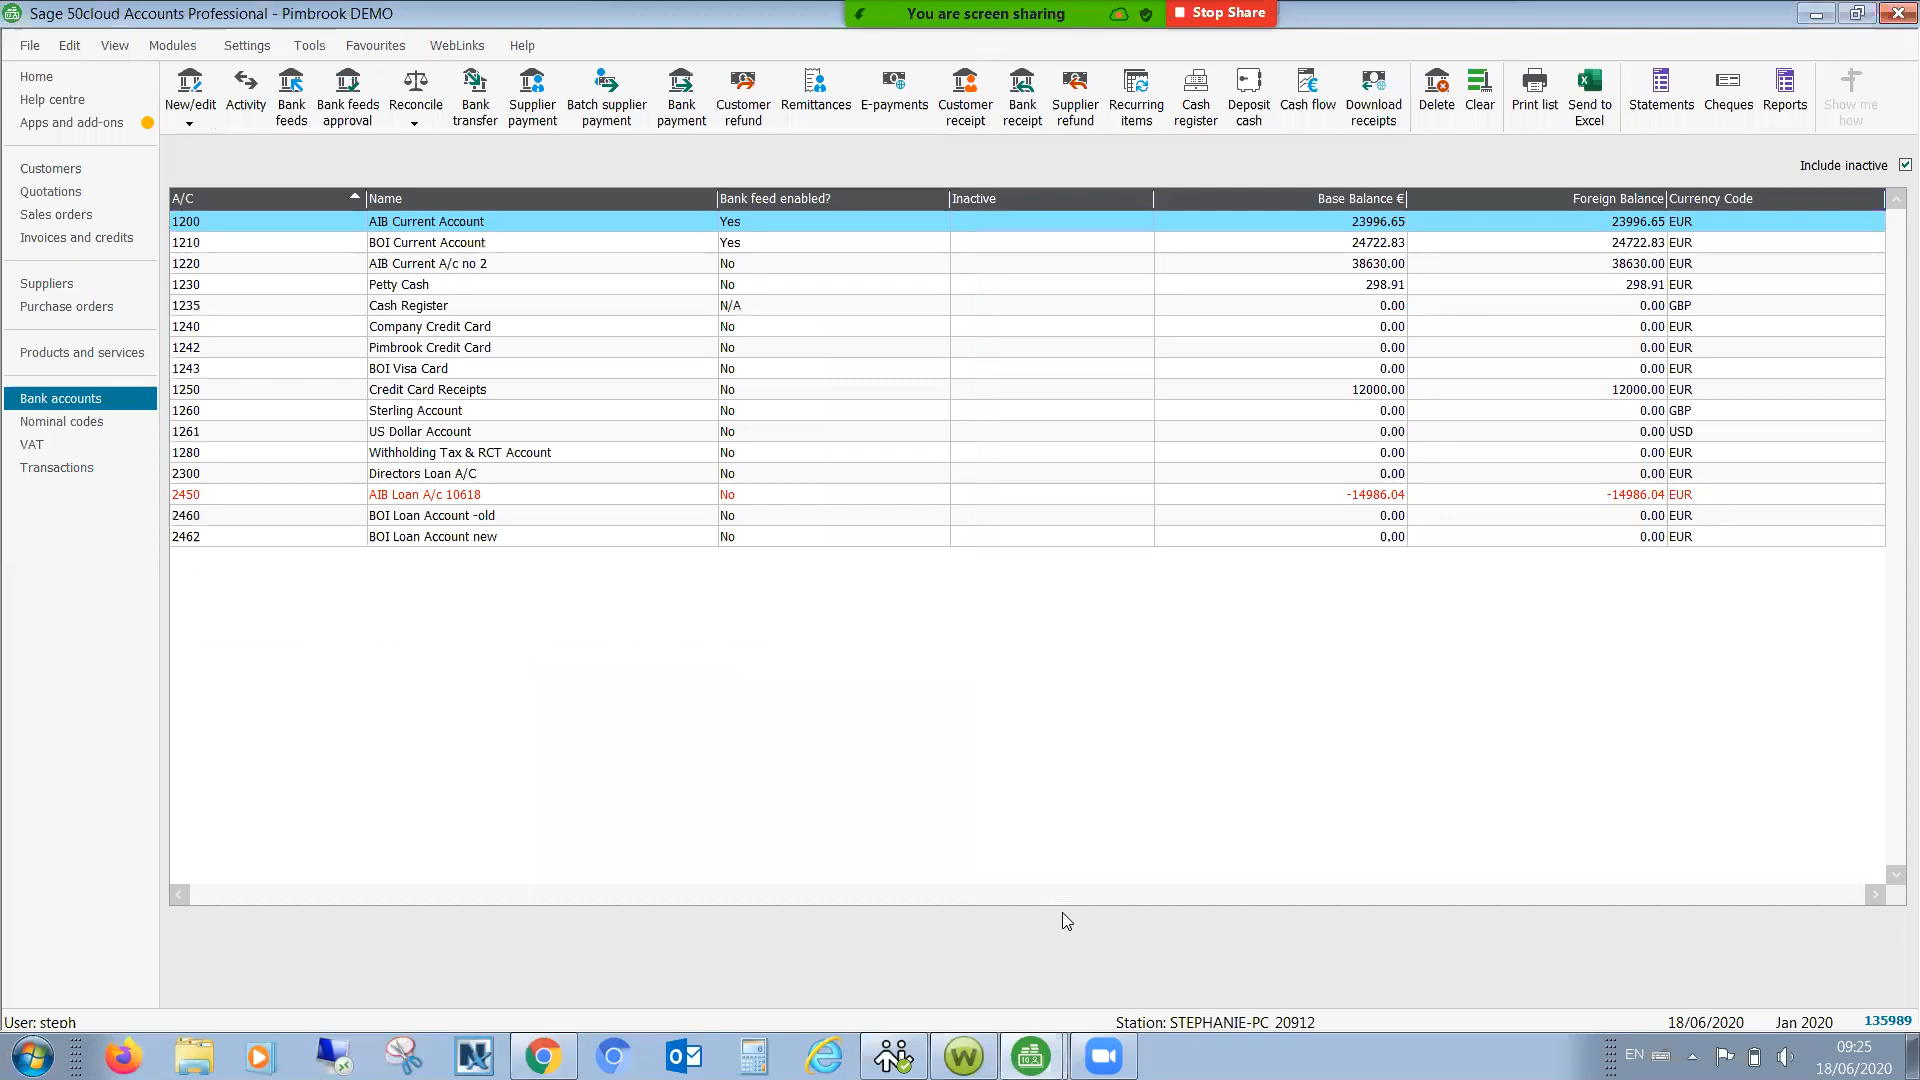 Sage 50cloud Accounts Professional - Pimbrook DEMO
You are screen sharing
Stop Share
File Edit View Modules Settings Tools Favourites WebLinks Help
Home
Help centre
Apps and add-ons
Customers
Quotations
Sales orders
Invoices and credits
Suppliers
Purchase orders
Products and services
Bank accounts
Nominal codes
VAT
Transactions
New/edit
Activity
Bank feeds
Bank feeds approval
Reconcile
Bank transfer
Supplier payment
Batch supplier payment
Bank payment
Customer refund
Remittances
E-payments
Customer receipt
Bank receipt
Supplier refund
Recurring items
Cash register
Deposit cash
Cash flow
Download receipts
Delete
Clear
Print list
Send to Excel
Statements
Cheques
Reports
Show me how
Include inactive
A/C Name Bank feed enabled? Inactive Base Balance € Foreign Balance Currency Code
1200 AIB Current Account Yes 23996.65 23996.65 EUR
1210 BOI Current Account Yes 24722.83 24722.83 EUR
1220 AIB Current A/c no 2 No 38630.00 38630.00 EUR
1230 Petty Cash No 298.91 298.91 EUR
1235 Cash Register N/A 0.00 0.00 GBP
1240 Company Credit Card No 0.00 0.00 EUR
1242 Pimbrook Credit Card No 0.00 0.00 EUR
1243 BOI Visa Card No 0.00 0.00 EUR
1250 Credit Card Receipts No 12000.00 12000.00 EUR
1260 Sterling Account No 0.00 0.00 GBP
1261 US Dollar Account No 0.00 0.00 USD
1280 Withholding Tax & RCT Account No 0.00 0.00 EUR
2300 Directors Loan A/C No 0.00 0.00 EUR
2450 AIB Loan A/c 10618 No -14986.04 -14986.04 EUR
2460 BOI Loan Account -old No 0.00 0.00 EUR
2462 BOI Loan Account new No 0.00 0.00 EUR
User: steph
Station: STEPHANIE-PC 20912
18/06/2020 Jan 2020 135989
EN
09:25
18/06/2020